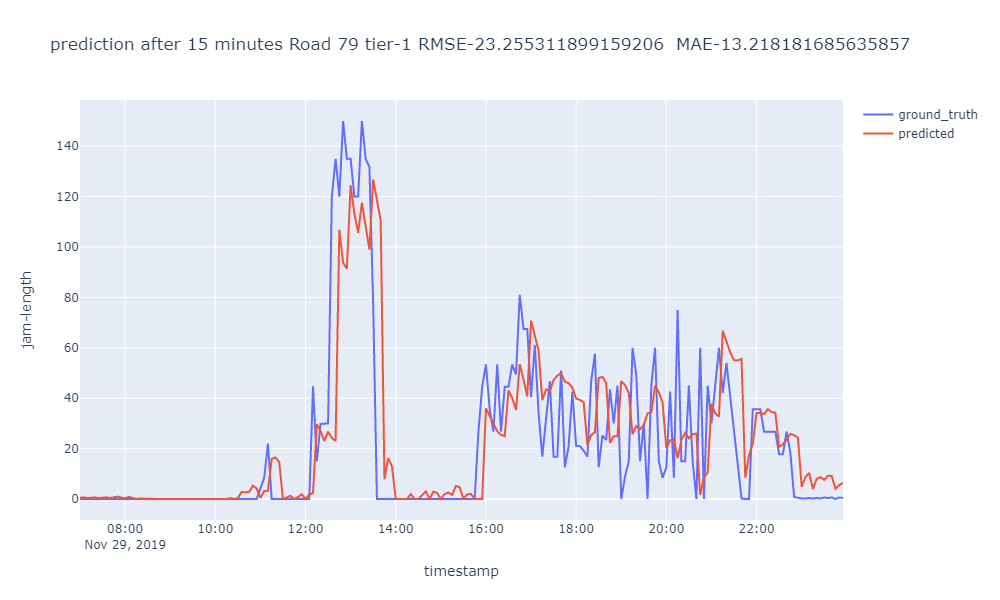 prediction after 15 minutes Road 79 tier-1 RMSE-23.255311899159206  MAE-13.218181685635857
ground_truth
predicted
140
120
100
80
60
40
20
0
jam-length
08:00 10:00 12:00 14:00 16:00 18:00 20:00 22:00
Nov 29, 2019
timestamp